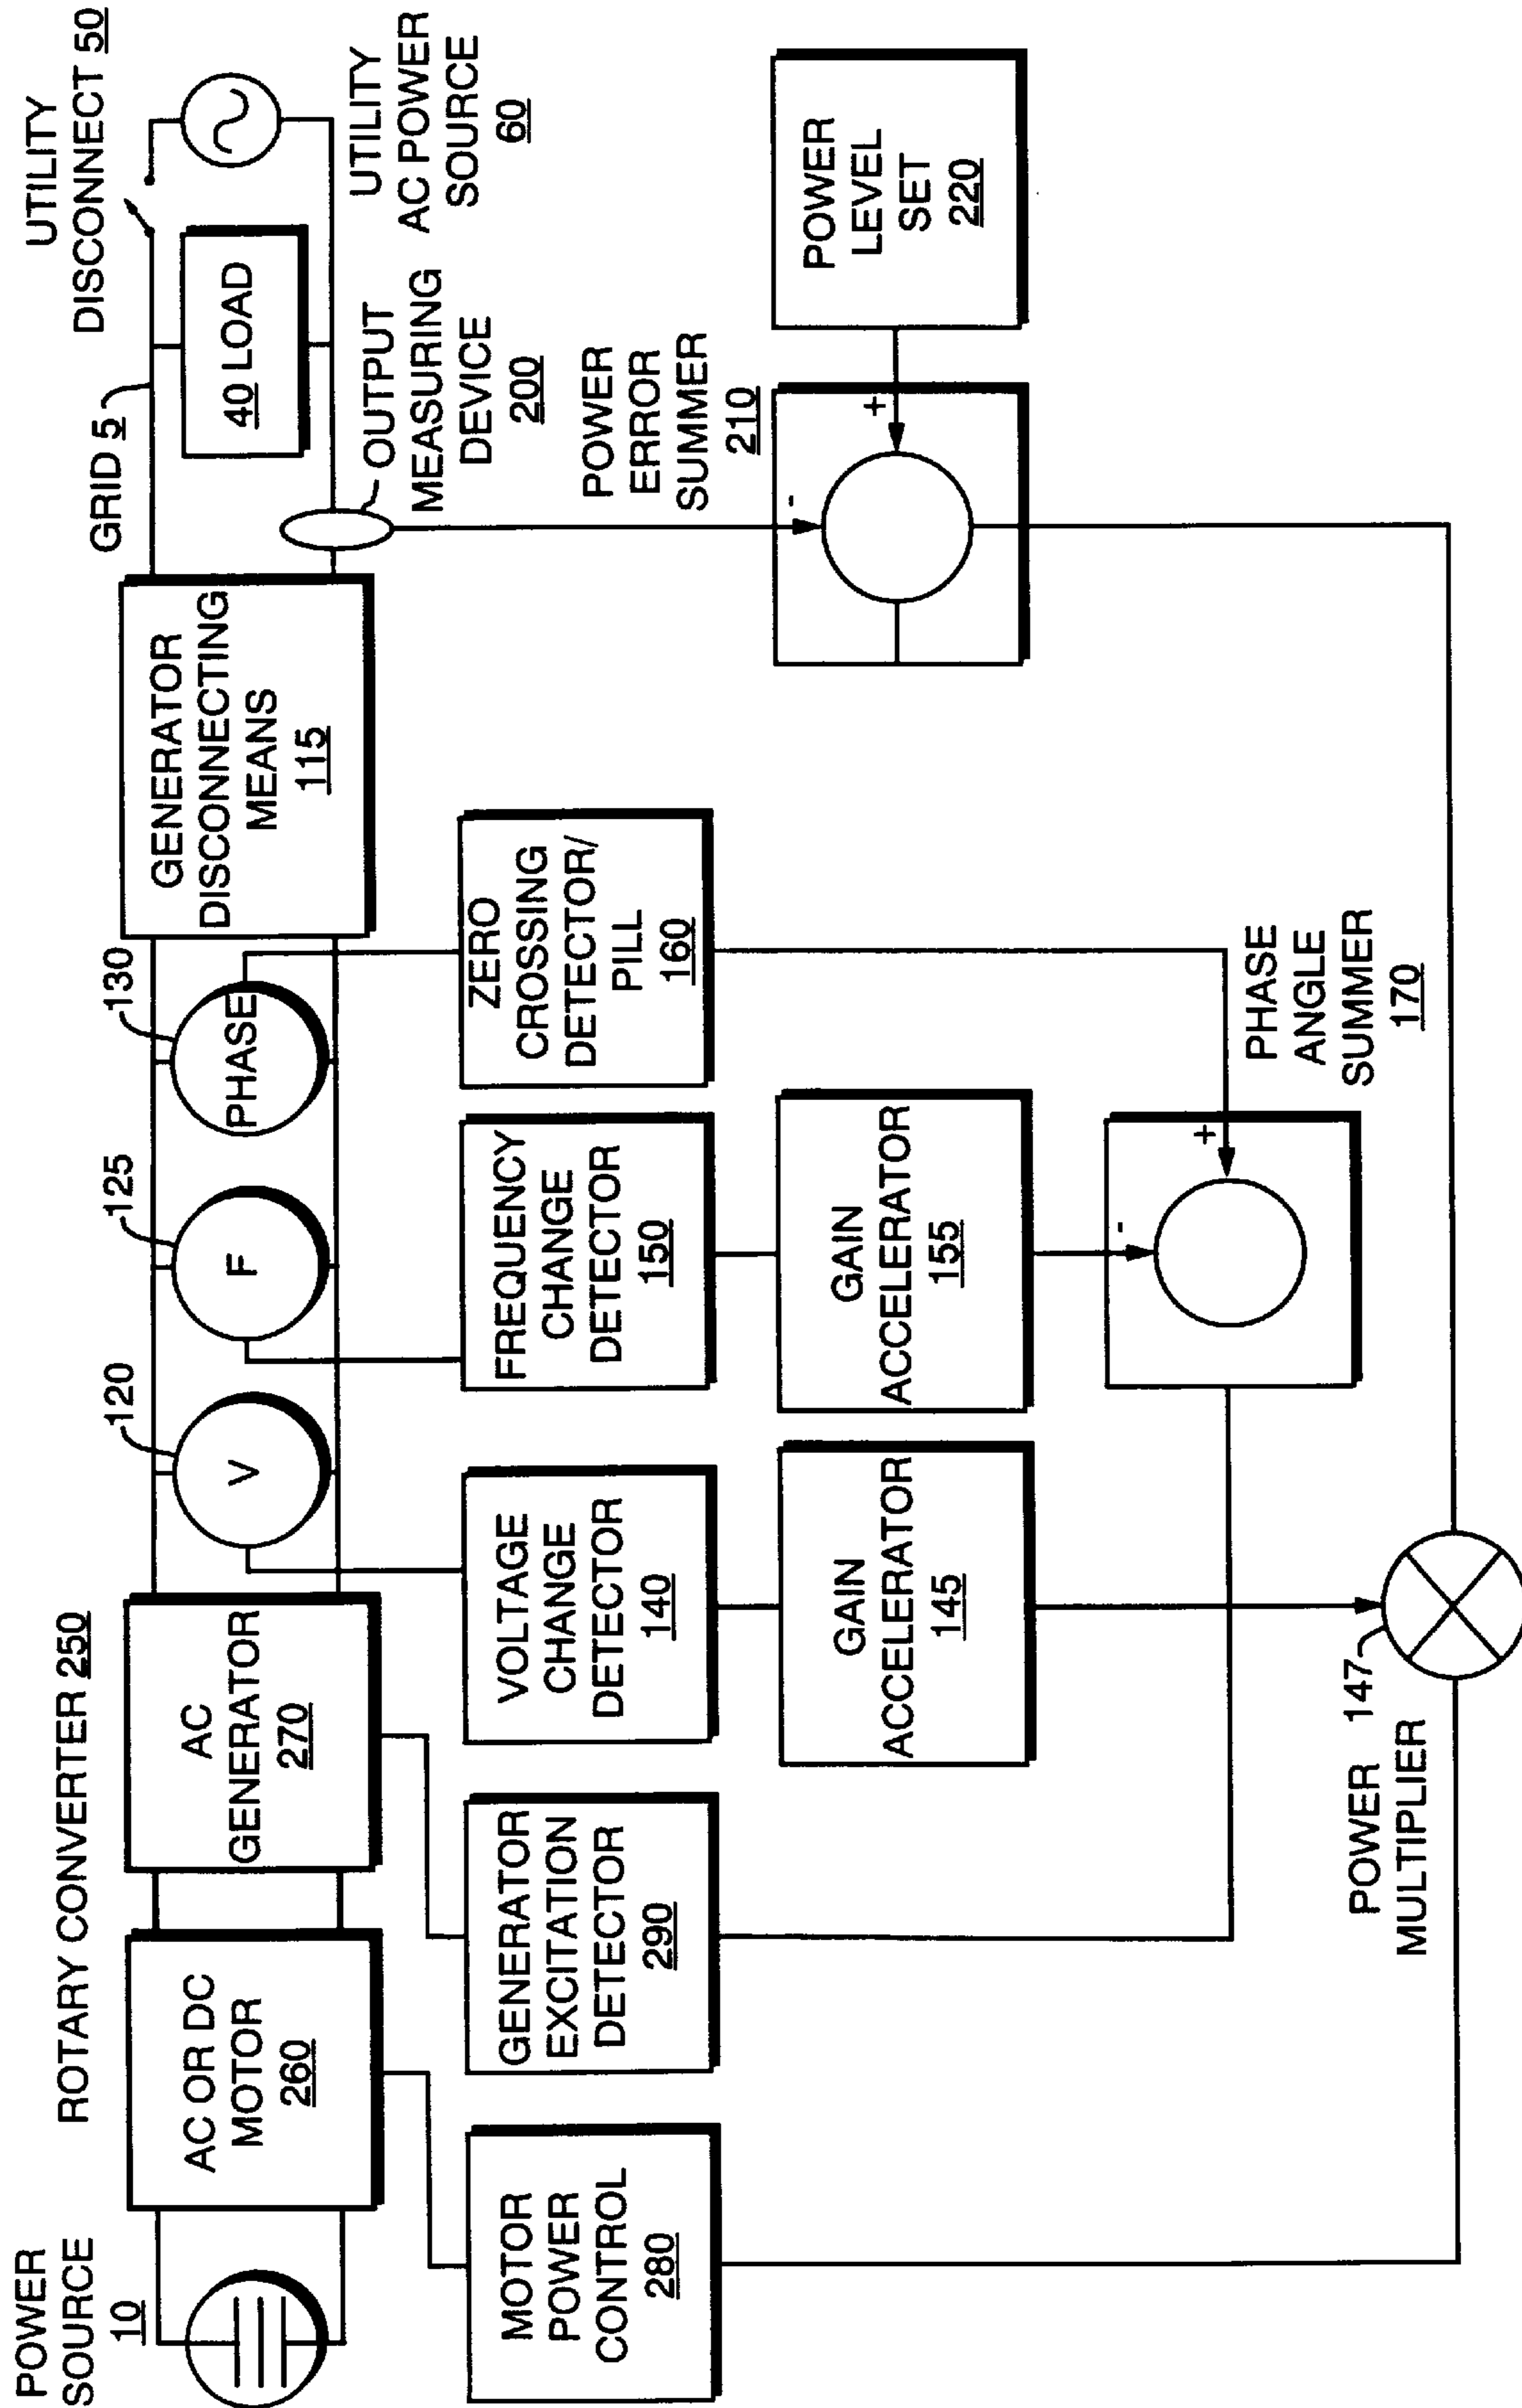 POWER
SOURCE
10
ROTARY CONVERTER 250
AC OR DC
MOTOR
260
AC
GENERATOR
270
120
V
125
F
130
PHASE
GENERATOR
DISCONNECTING
MEANS
115
GRID 5
40 LOAD
UTILITY
DISCONNECT 50
UTILITY
AC POWER
SOURCE
60
OUTPUT
MEASURING
DEVICE
200
MOTOR
POWER
CONTROL
280
GENERATOR
EXCITATION
DETECTOR
290
VOLTAGE
CHANGE
DETECTOR
140
FREQUENCY
CHANGE
DETECTOR
150
ZERO
CROSSING
DETECTOR/
PILL
160
POWER
ERROR
SUMMER
210
-
+
POWER
LEVEL
SET
220
GAIN
ACCELERATOR
145
GAIN
ACCELERATOR
155
-
+
PHASE
ANGLE
SUMMER
170
POWER 147
MULTIPLIER